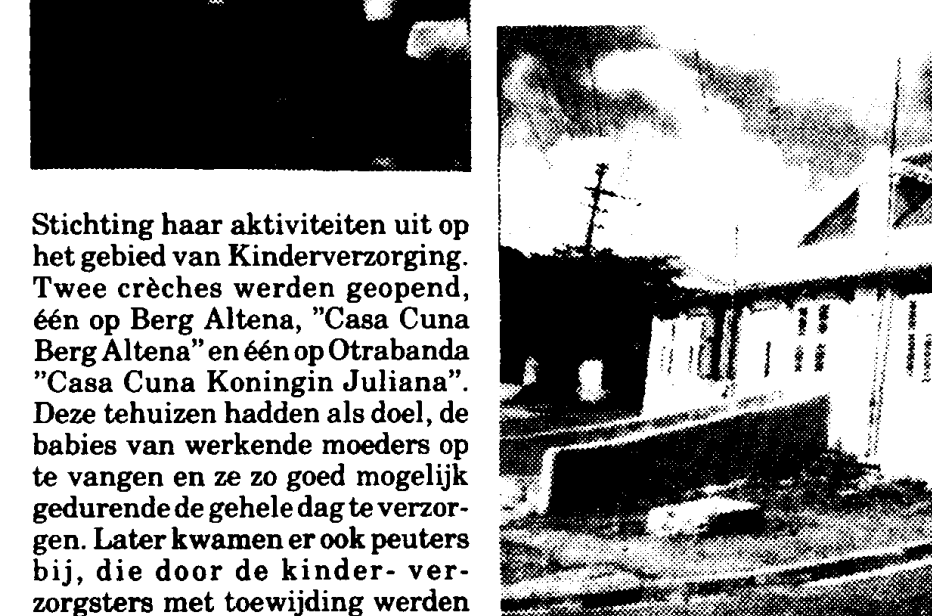 Stichting haar aktiviteiten uit op
het gebied van Kinderverzorging.
Twee crèches werden geopend,
één op Berg Altena, "Casa Cuna
Berg Altena" en één op Otrabanda
"Casa Cuna Koningin Juliana".
Deze tehuizen hadden als doel, de
babies van werkende moeders op
te vangen en ze zo goed mogelijk
gedurende de gehele dag te verzor-
gen. Later kwamen er ook peuters
bij, die door de kinder- ver-
zorgsters met toewijding werden